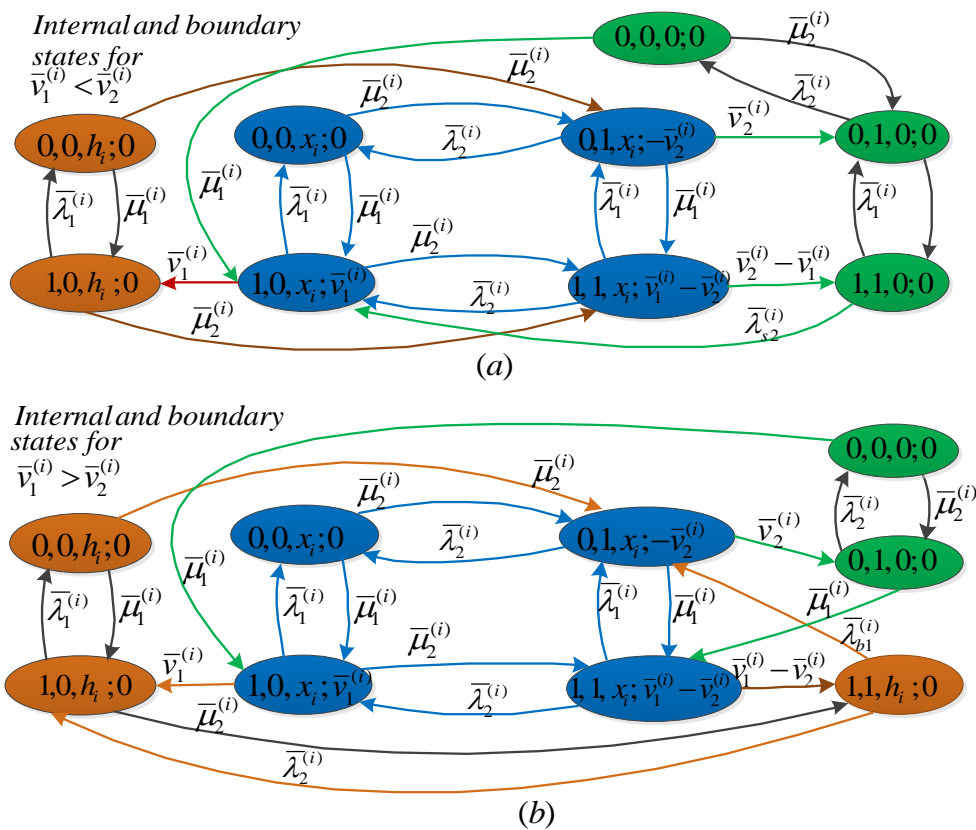 Internal and boundary
states for
v̄₁⁽ⁱ⁾ < v̄₂⁽ⁱ⁾
0,0,0;0
μ̄₂⁽ⁱ⁾
μ̄₂⁽ⁱ⁾
μ̄₂⁽ⁱ⁾
λ̄₂⁽ⁱ⁾
0,0,hᵢ;0
0,0,xᵢ;0
λ̄₂⁽ⁱ⁾
0,1,xᵢ;−v̄₂⁽ⁱ⁾
v̄₂⁽ⁱ⁾
0,1,0;0
μ̄₁⁽ⁱ⁾
λ̄₁⁽ⁱ⁾
μ̄₁⁽ⁱ⁾
λ̄₁⁽ⁱ⁾
μ̄₁⁽ⁱ⁾
λ̄₁⁽ⁱ⁾
μ̄₁⁽ⁱ⁾
λ̄₁⁽ⁱ⁾
μ̄₂⁽ⁱ⁾
v̄₁⁽ⁱ⁾
v̄₂⁽ⁱ⁾ − v̄₁⁽ⁱ⁾
1,0,hᵢ;0
1,0,xᵢ;v̄₁⁽ⁱ⁾
1,1,xᵢ;v̄₁⁽ⁱ⁾−v̄₂⁽ⁱ⁾
1,1,0;0
λ̄₂⁽ⁱ⁾
μ̄₂⁽ⁱ⁾
λ̄ₛ₂⁽ⁱ⁾
(a)
Internal and boundary
states for
v̄₁⁽ⁱ⁾ > v̄₂⁽ⁱ⁾
0,0,0;0
μ̄₂⁽ⁱ⁾
μ̄₂⁽ⁱ⁾
λ̄₂⁽ⁱ⁾
μ̄₂⁽ⁱ⁾
0,0,hᵢ;0
0,0,xᵢ;0
λ̄₂⁽ⁱ⁾
0,1,xᵢ;−v̄₂⁽ⁱ⁾
v̄₂⁽ⁱ⁾
0,1,0;0
μ̄₁⁽ⁱ⁾
λ̄₁⁽ⁱ⁾
μ̄₁⁽ⁱ⁾
λ̄₁⁽ⁱ⁾
μ̄₁⁽ⁱ⁾
λ̄₁⁽ⁱ⁾
μ̄₁⁽ⁱ⁾
μ̄₁⁽ⁱ⁾
λ̄_b1⁽ⁱ⁾
μ̄₂⁽ⁱ⁾
v̄₁⁽ⁱ⁾
v̄₁⁽ⁱ⁾ − v̄₂⁽ⁱ⁾
1,0,hᵢ;0
1,0,xᵢ;v̄₁⁽ⁱ⁾
1,1,xᵢ;v̄₁⁽ⁱ⁾−v̄₂⁽ⁱ⁾
1,1,hᵢ;0
λ̄₂⁽ⁱ⁾
μ̄₂⁽ⁱ⁾
λ̄₂⁽ⁱ⁾
(b)